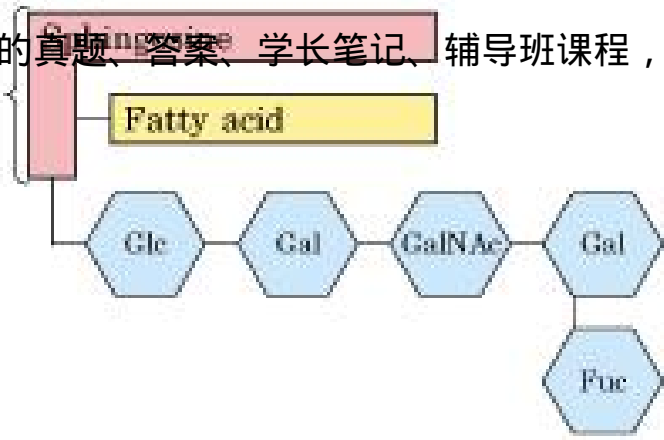 Sphingosine
的真题、答案、学长笔记、辅导班课程，
Fatty acid
Glc Gal GalNAc Gal
Fuc